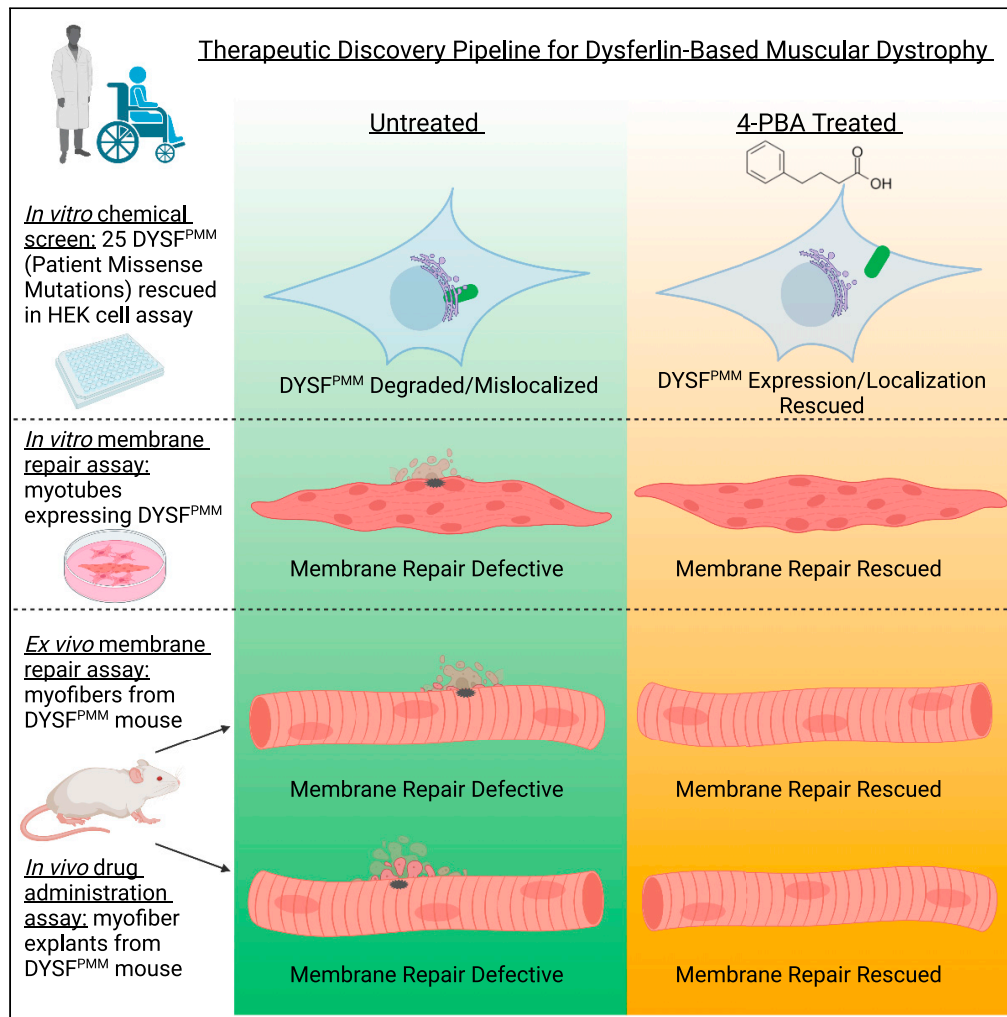 Therapeutic Discovery Pipeline for Dysferlin-Based Muscular Dystrophy
Untreated
4-PBA Treated
O
OH
In vitro chemical
screen: 25 DYSFPMM
(Patient Missense
Mutations) rescued
in HEK cell assay
DYSFPMM Degraded/Mislocalized
DYSFPMM Expression/Localization
Rescued
In vitro membrane
repair assay:
myotubes
expressing DYSFPMM
Membrane Repair Defective
Membrane Repair Rescued
Ex vivo membrane
repair assay:
myofibers from
DYSFPMM mouse
Membrane Repair Defective
Membrane Repair Rescued
In vivo drug
administration
assay: myofiber
explants from
DYSFPMM mouse
Membrane Repair Defective
Membrane Repair Rescued